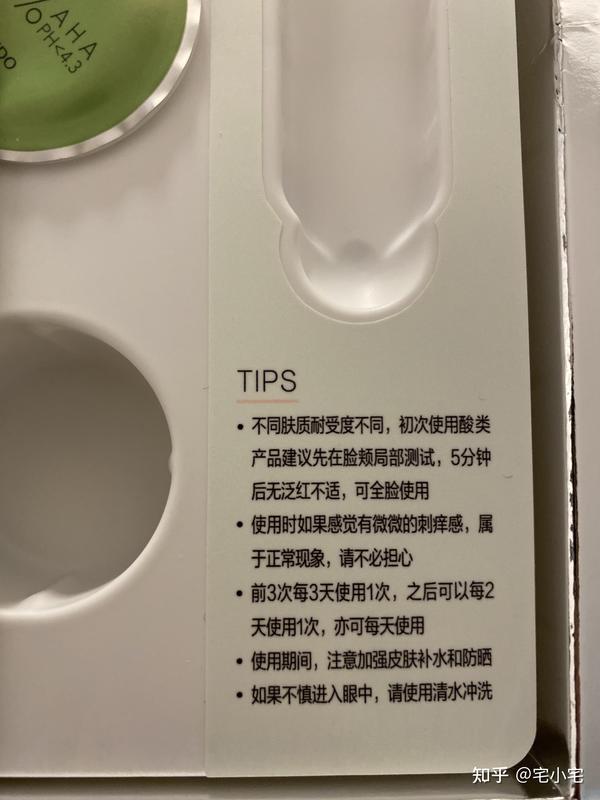 AHA
PH<4.3
TIPS
• 不同肤质耐受度不同，初次使用酸类
产品建议先在脸颊局部测试，5分钟
后无泛红不适，可全脸使用
• 使用时如果感觉有微微的刺痒感，属
于正常现象，请不必担心
• 前3次每3天使用1次，之后可以每2
天使用1次，亦可每天使用
• 使用期间，注意加强皮肤补水和防晒
• 如果不慎进入眼中，请使用清水冲洗
知乎 @宅小宅